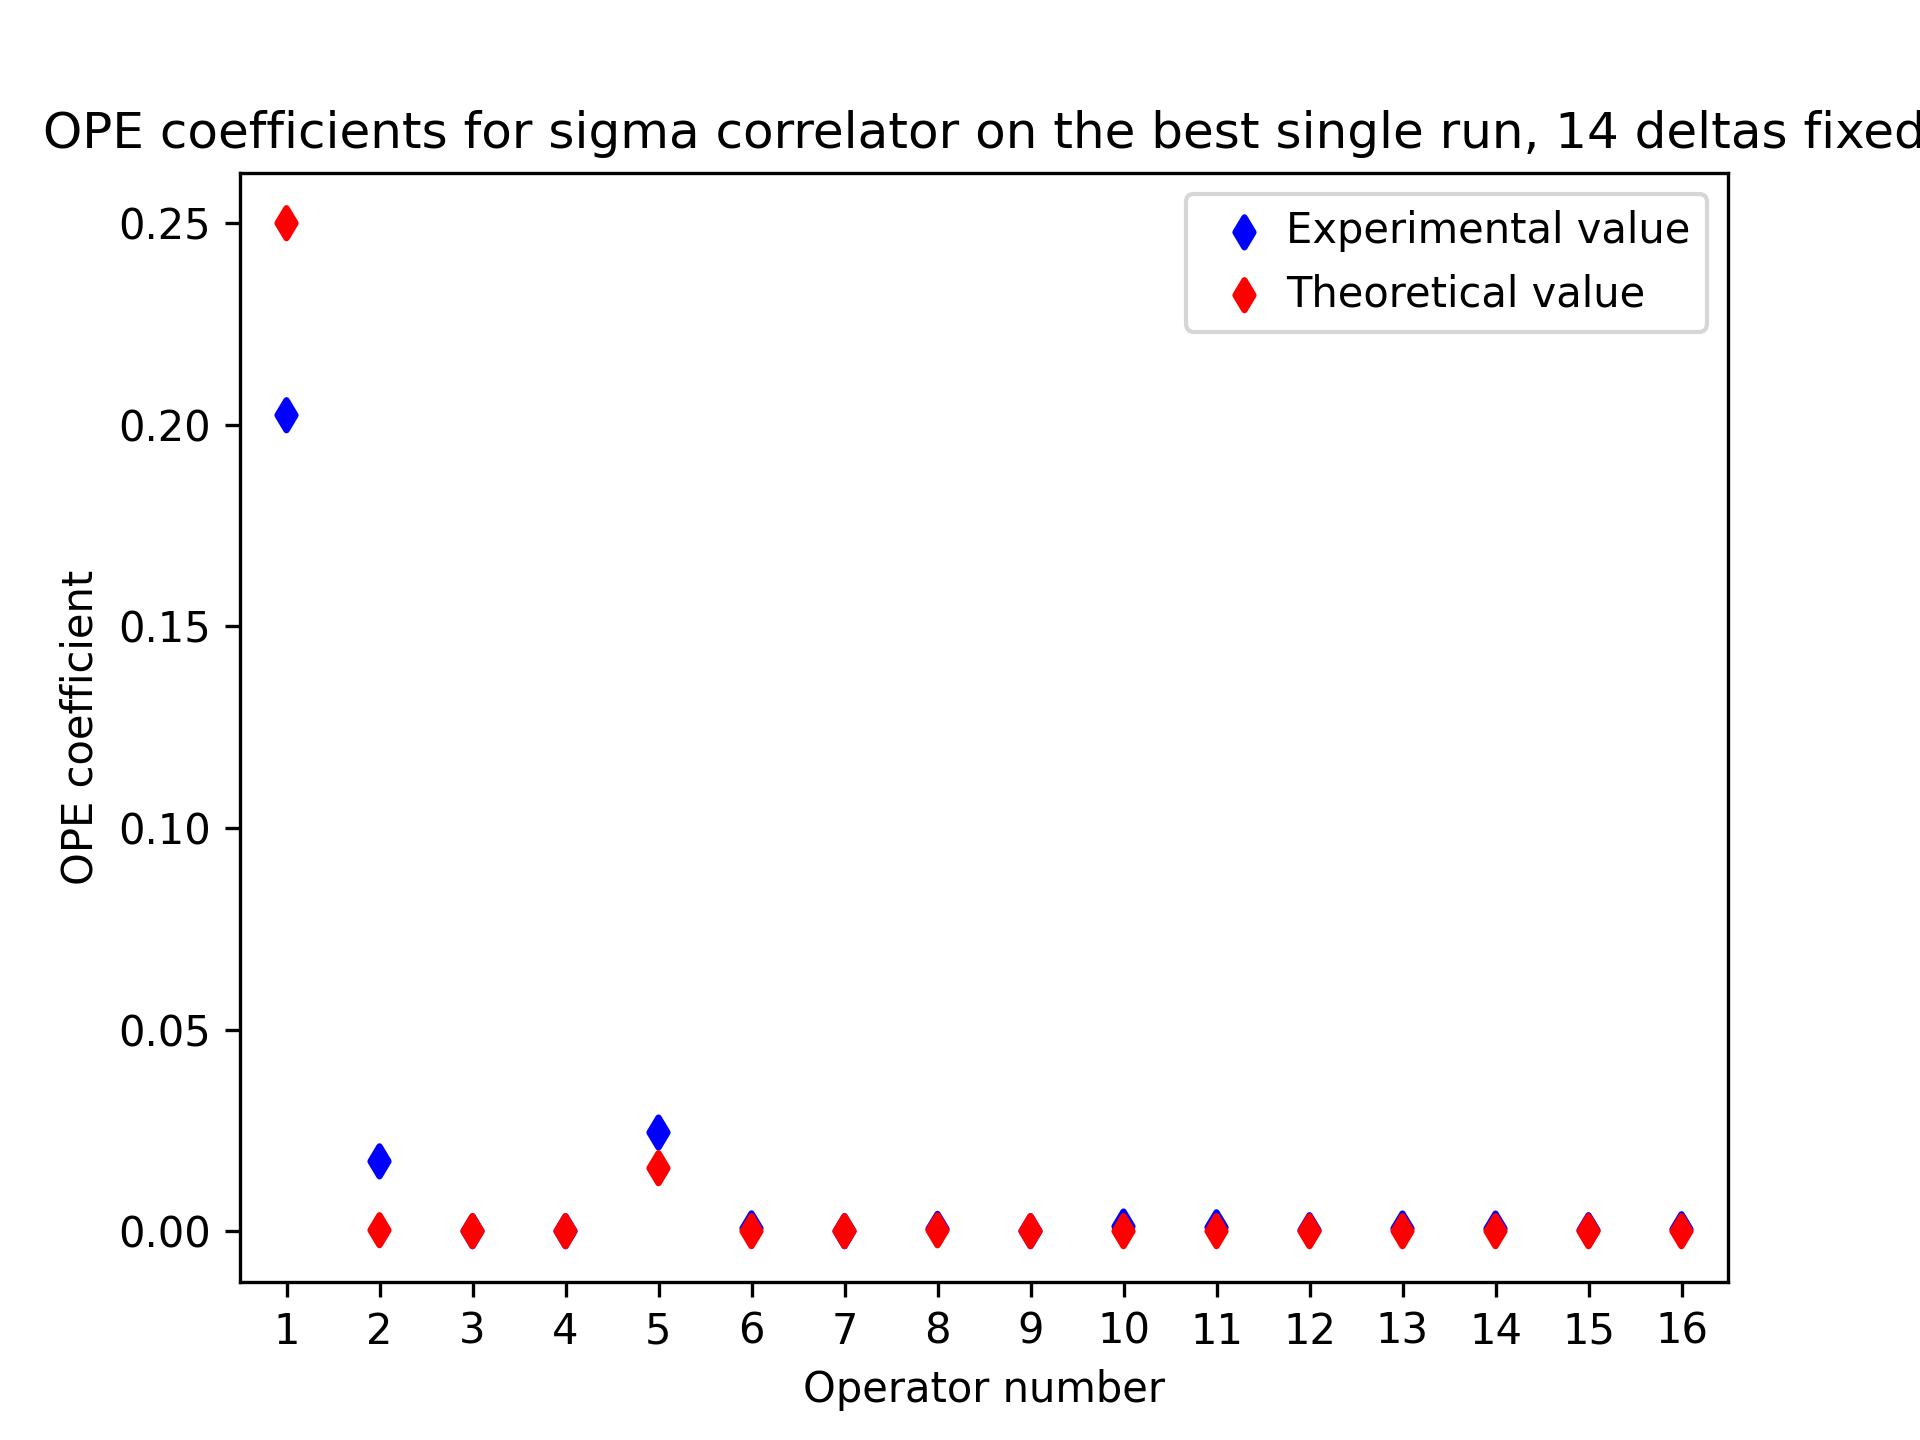 OPE coefficients for sigma correlator on the best single run, 14 deltas fixed
Experimental value
Theoretical value
0.25
0.20
0.15
0.10
0.05
0.00
OPE coefficient
1 2 3 4 5 6 7 8 9 10 11 12 13 14 15 16
Operator number